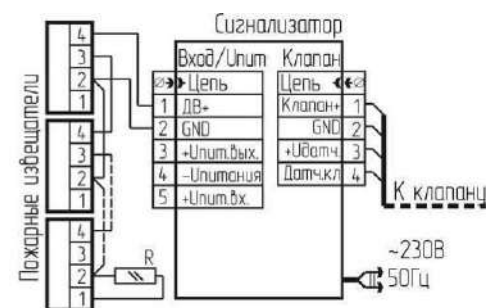 Сигнализатор
Вход/Uпит Клапан
Цепь Цепь
1 ДВ+ Клапан+ 1
2 GND GND 2
3 +Uпит.вых. +Uдатч. 3
4 -Uпитания Датч.кл 4
5 +Uпит.вх.
К клапану
~230В
50Гц
Пожарные извещатели
4
3
2
1
4
3
2
1
4
3
2
1
R